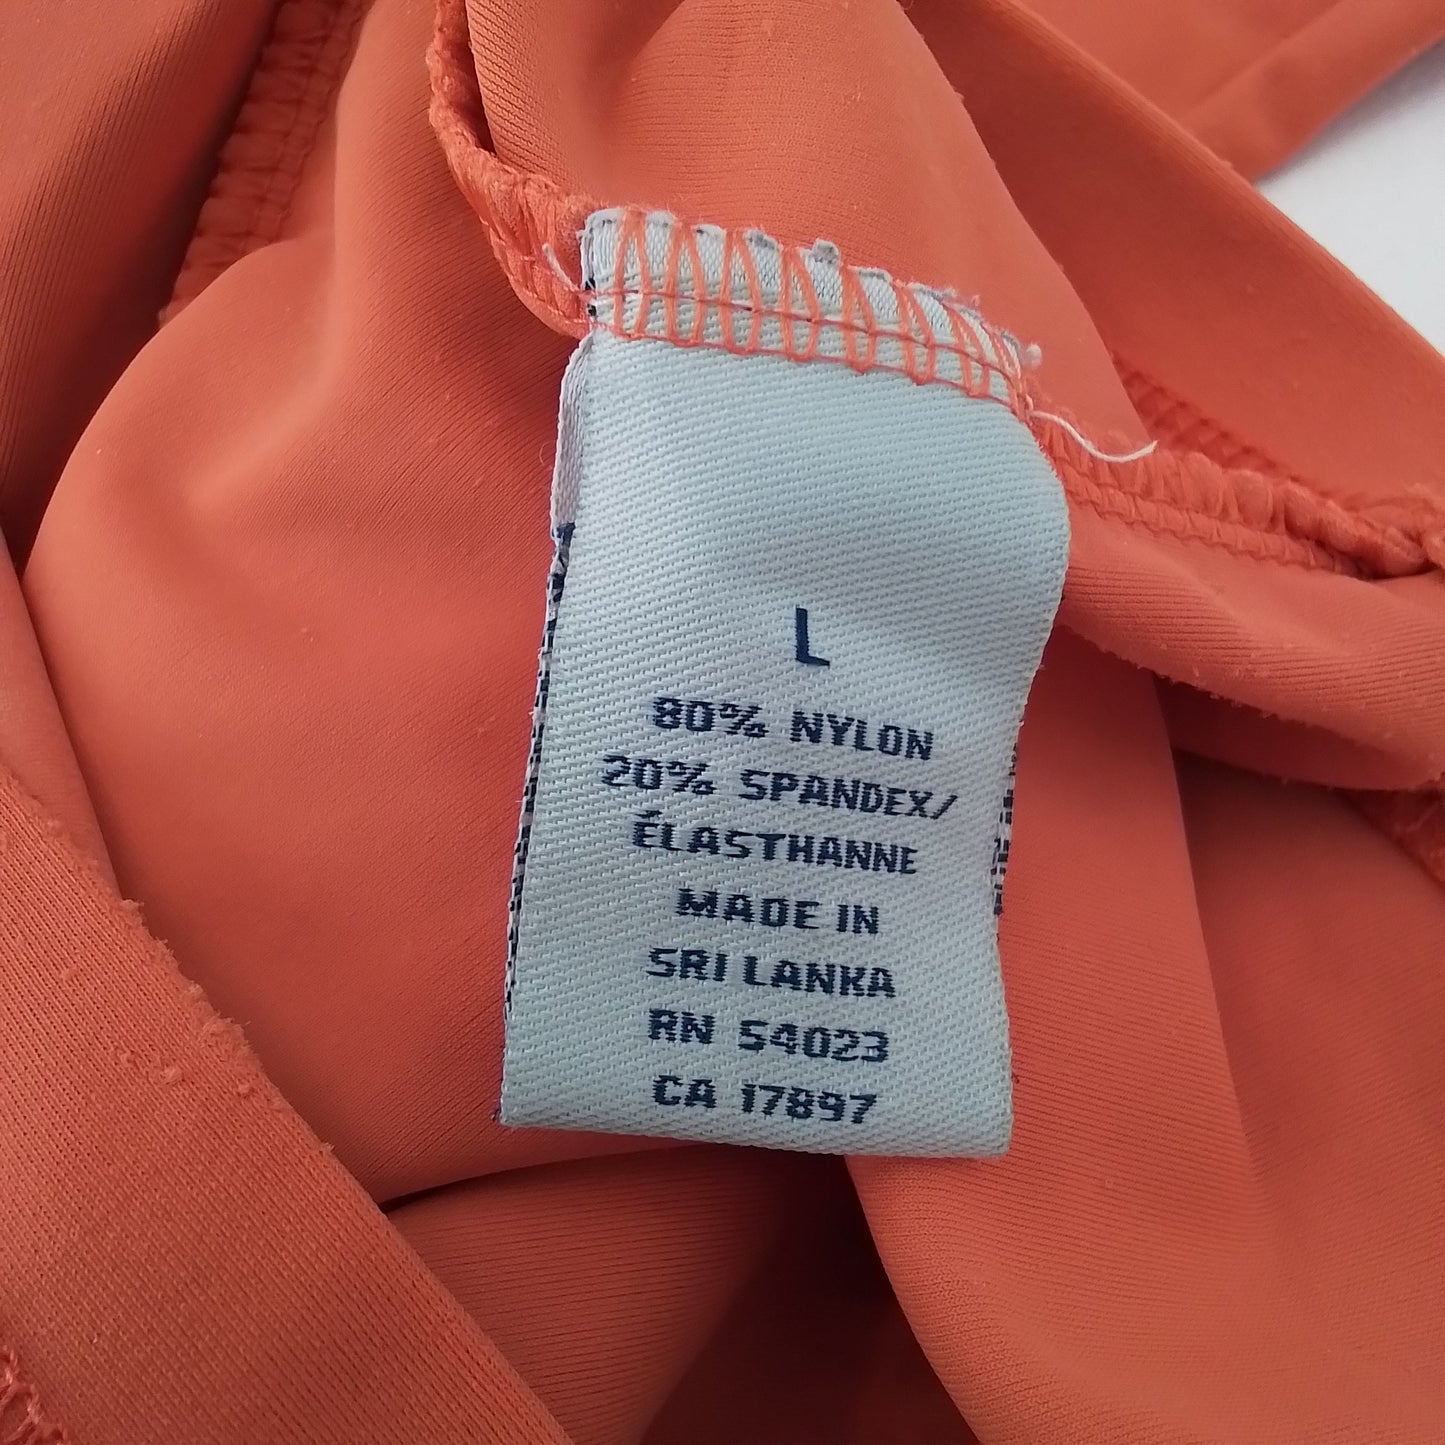 L
80% NYLON
20% SPANDEX/
ÉLASTHANNE
MADE IN
SRI LANKA
RN 54023
CA 17897